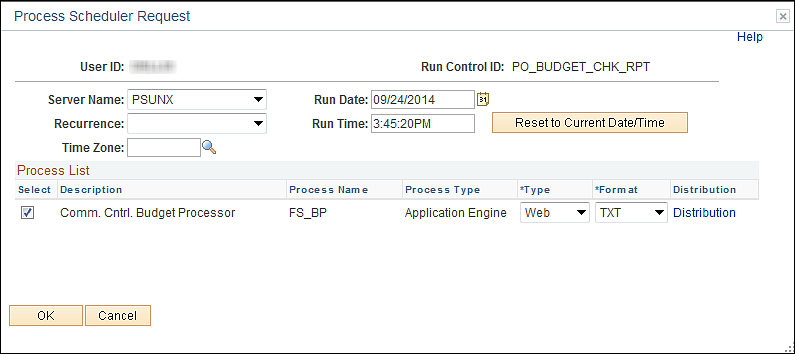 Process Scheduler Request
Help
User ID: Run Control ID: PO_BUDGET_CHK_RPT
Server Name: PSUNX Run Date: 09/24/2014 31
Recurrence: Run Time: 3:45:20PM Reset to Current Date/Time
Time Zone:
Process List
Select Description Process Name Process Type *Type *Format Distribution
Comm. Cntrl. Budget Processor FS_BP Application Engine Web TXT Distribution
OK Cancel